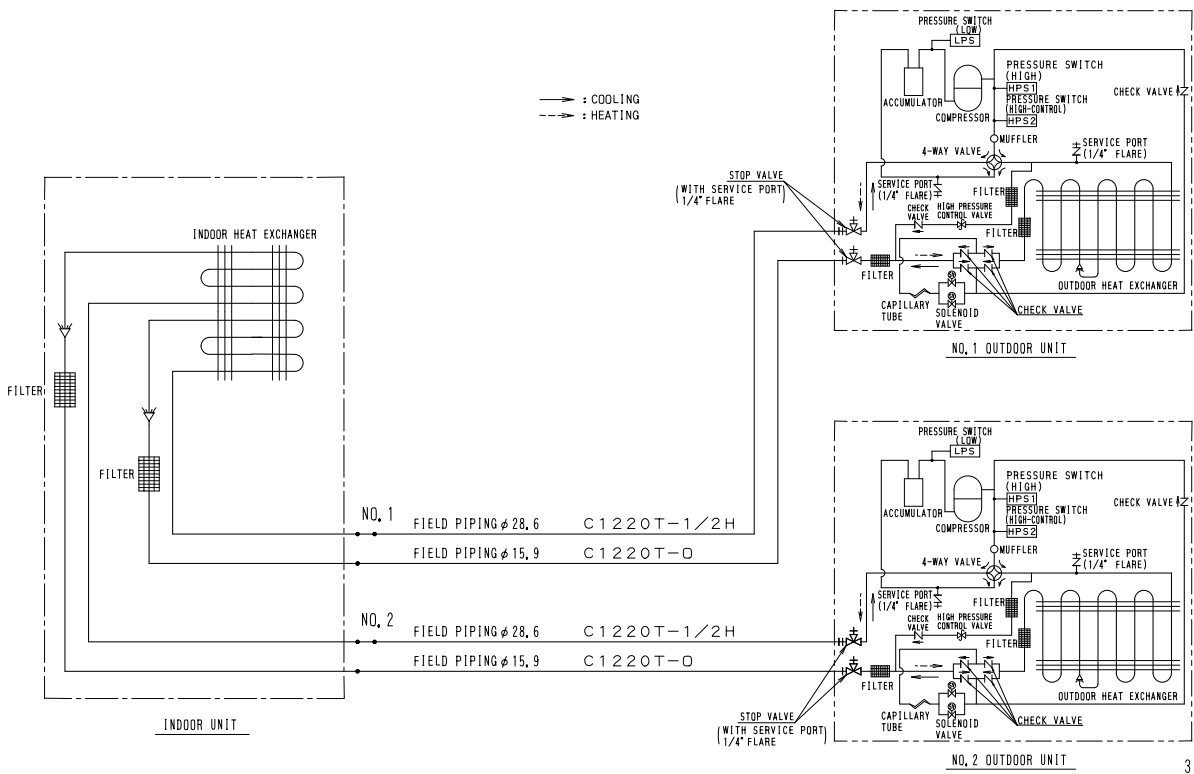 PRESSURE SWITCH
(LOW)
LPS
PRESSURE SWITCH
(HIGH)
HPS1
PRESSURE SWITCH
(HIGH-CONTROL)
HPS2
CHECK VALVE
ACCUMULATOR
COMPRESSOR
MUFFLER
4-WAY VALVE
SERVICE PORT
(1/4" FLARE)
: COOLING
: HEATING
STOP VALVE
(WITH SERVICE PORT)
1/4" FLARE
SERVICE PORT
(1/4" FLARE)
FILTER
CHECK
VALVE
HIGH PRESSURE
CONTROL VALVE
FILTER
FILTER
OUTDOOR HEAT EXCHANGER
CAPILLARY
TUBE
SOLENOID
VALVE
CHECK VALVE
NO.1 OUTDOOR UNIT
INDOOR HEAT EXCHANGER
FILTER
FILTER
NO.1
FIELD PIPING φ28.6 C1220T-1/2H
FIELD PIPING φ15.9 C1220T-O
NO.2
FIELD PIPING φ28.6 C1220T-1/2H
FIELD PIPING φ15.9 C1220T-O
INDOOR UNIT
PRESSURE SWITCH
(LOW)
LPS
PRESSURE SWITCH
(HIGH)
HPS1
PRESSURE SWITCH
(HIGH-CONTROL)
HPS2
CHECK VALVE
ACCUMULATOR
COMPRESSOR
MUFFLER
4-WAY VALVE
SERVICE PORT
(1/4" FLARE)
SERVICE PORT
(1/4" FLARE)
FILTER
CHECK
VALVE
HIGH PRESSURE
CONTROL VALVE
FILTER
FILTER
OUTDOOR HEAT EXCHANGER
CAPILLARY
TUBE
SOLENOID
VALVE
CHECK VALVE
STOP VALVE
(WITH SERVICE PORT)
1/4" FLARE
NO.2 OUTDOOR UNIT
3